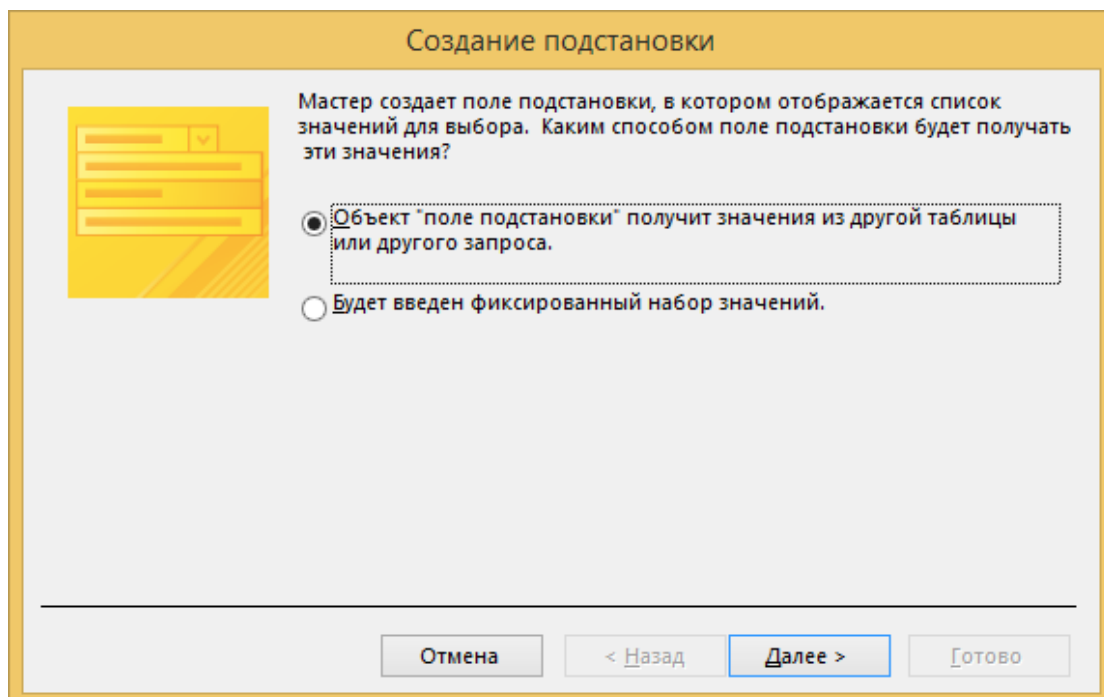 Создание подстановки
Мастер создает поле подстановки, в котором отображается список
значений для выбора.  Каким способом поле подстановки будет получать
эти значения?
Объект "поле подстановки" получит значения из другой таблицы
или другого запроса.
Будет введен фиксированный набор значений.
Отмена
< Назад
Далее >
Готово